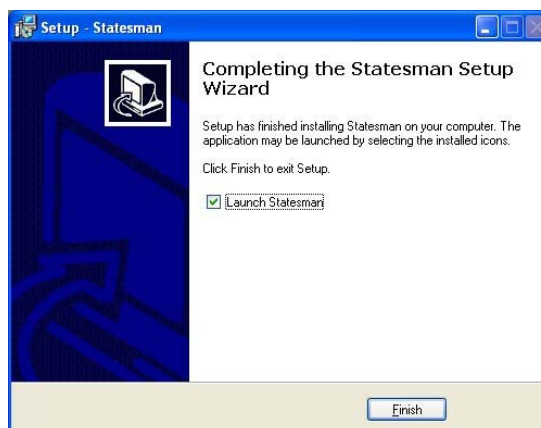 Setup - Statesman
Completing the Statesman Setup
Wizard
Setup has finished installing Statesman on your computer. The
application may be launched by selecting the installed icons.
Click Finish to exit Setup.
Launch Statesman
Finish